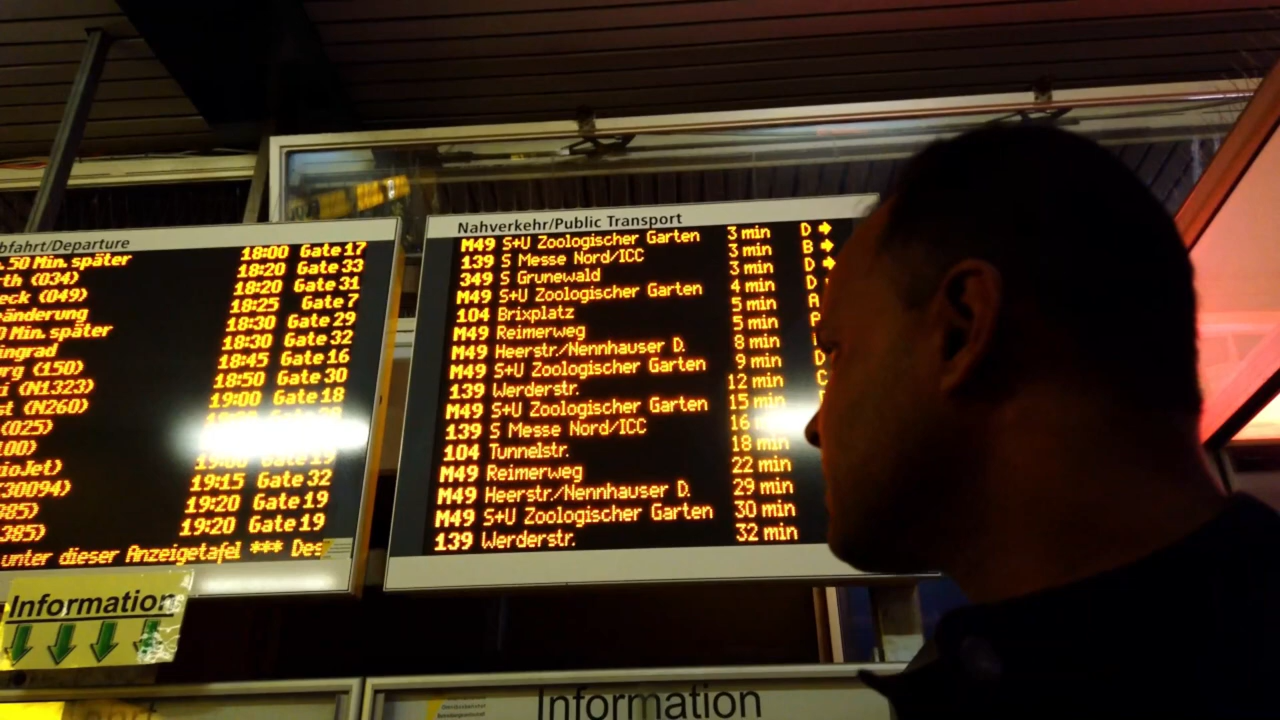 bfahrt/Departure
18:00 Gate 17
. 50 Min. später 18:20 Gate 33
rth (034) 18:20 Gate 31
eck (049) 18:25 Gate 7
änderung 18:30 Gate 29
0 Min. später 18:30 Gate 32
ingrad 18:45 Gate 16
rg (150) 18:50 Gate 30
i (N1323) 19:00 Gate 18
st (N260)
(025)
100)
ioJet) 19:15 Gate 32
(30094) 19:20 Gate 19
385) 19:20 Gate 19
385)
unter dieser Anzeigetafel *** Des
Information
Nahverkehr/Public Transport
M49 S+U Zoologischer Garten 3 min D →
139 S Messe Nord/ICC 3 min B →
349 S Grunewald 3 min D →
M49 S+U Zoologischer Garten 4 min D
104 Brixplatz 5 min A
M49 Reimerweg 5 min
M49 Heerstr./Nennhauser D. 8 min
M49 S+U Zoologischer Garten 9 min D
139 Werderstr. 12 min C
M49 S+U Zoologischer Garten 15 min
139 S Messe Nord/ICC 16 min
104 Tunnelstr. 18 min
M49 Reimerweg 22 min
M49 Heerstr./Nennhauser D. 29 min
M49 S+U Zoologischer Garten 30 min
139 Werderstr. 32 min
Information